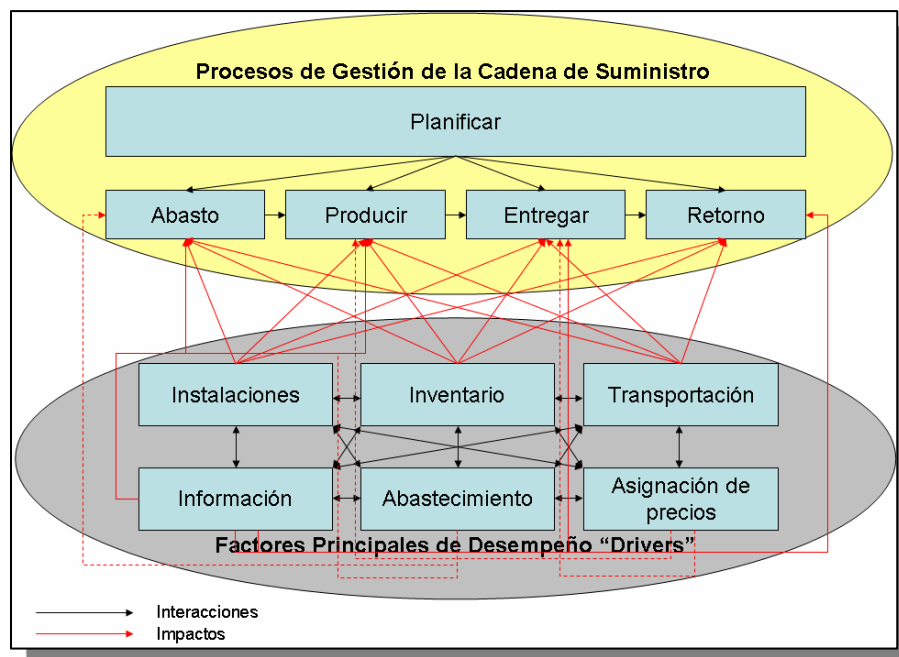 Procesos de Gestión de la Cadena de Suministro
Planificar
Abasto
Producir
Entregar
Retorno
Instalaciones
Inventario
Transportación
Información
Abastecimiento
Asignación de
precios
Factores Principales de Desempeño “Drivers”
Interacciones
Impactos